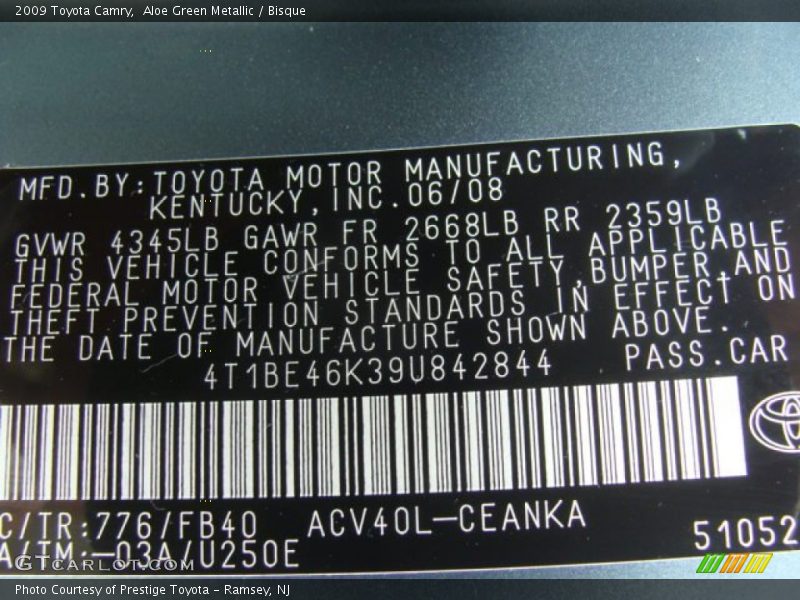 2009 Toyota Camry,  Aloe Green Metallic / Bisque
MFD.BY:TOYOTA MOTOR MANUFACTURING,
KENTUCKY,INC.06/08
GVWR 4345LB GAWR FR 2668LB RR 2359LB
THIS VEHICLE CONFORMS TO ALL APPLICABLE
FEDERAL MOTOR VEHICLE SAFETY,BUMPER,AND
THEFT PREVENTION STANDARDS IN EFFECT ON
THE DATE OF MANUFACTURE SHOWN ABOVE.
4T1BE46K39U842844 PASS.CAR
C/TR:776/FB40 ACV40L-CEANKA
A/TM:-03A/U250E 51052
GTCARLOT.COM
Photo Courtesy of Prestige Toyota - Ramsey, NJ